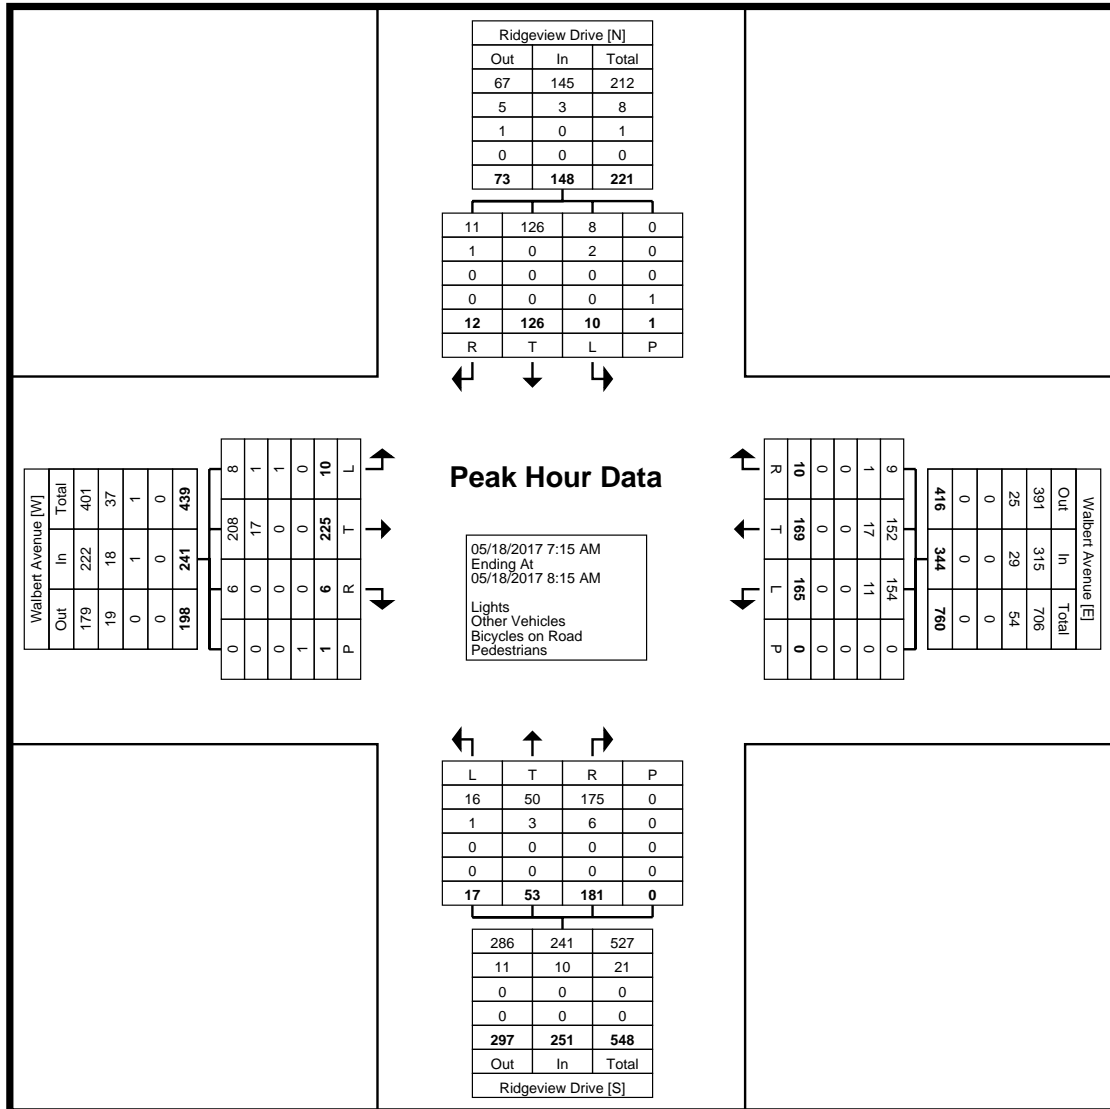 Ridgeview Drive [N]
Out In Total
67 145 212
5 3 8
1 0 1
0 0 0
73 148 221
11 126 8 0
1 0 2 0
0 0 0 0
0 0 0 1
12 126 10 1
R T L P
Walbert Avenue [W]
Total 401 37 1 0 439
In 222 18 1 0 241
Out 179 19 0 0 198
8 1 1 0 10 L
208 17 0 0 225 T
6 0 0 0 6 R
0 0 0 1 1 P
Peak Hour Data
05/18/2017 7:15 AM
Ending At
05/18/2017 8:15 AM
Lights
Other Vehicles
Bicycles on Road
Pedestrians
R 10 0 0 1 9
T 169 0 0 17 152
L 165 0 0 11 154
P 0 0 0 0 0
Walbert Avenue [E]
Out In Total
391 315 706
25 29 54
0 0 0
0 0 0
416 344 760
L T R P
16 50 175 0
1 3 6 0
0 0 0 0
0 0 0 0
17 53 181 0
286 241 527
11 10 21
0 0 0
0 0 0
297 251 548
Out In Total
Ridgeview Drive [S]